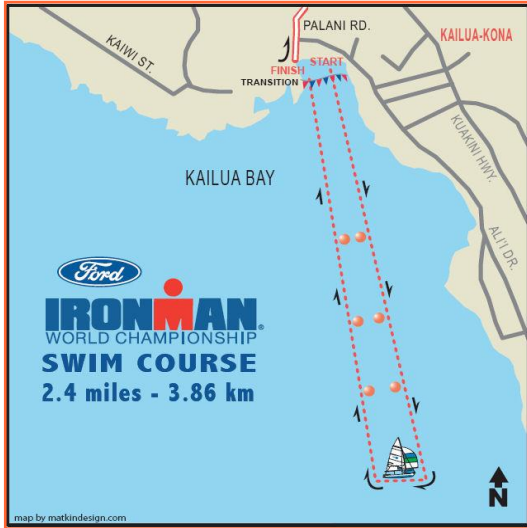 PALANI RD.
KAILUA-KONA
KAIWI ST.
START
FINISH
TRANSITION
KUAKINI HWY.
KAILUA BAY
ALI'I DR.
Ford
IRONMAN®
WORLD CHAMPIONSHIP
SWIM COURSE
2.4 miles - 3.86 km
N
map by matkindesign.com